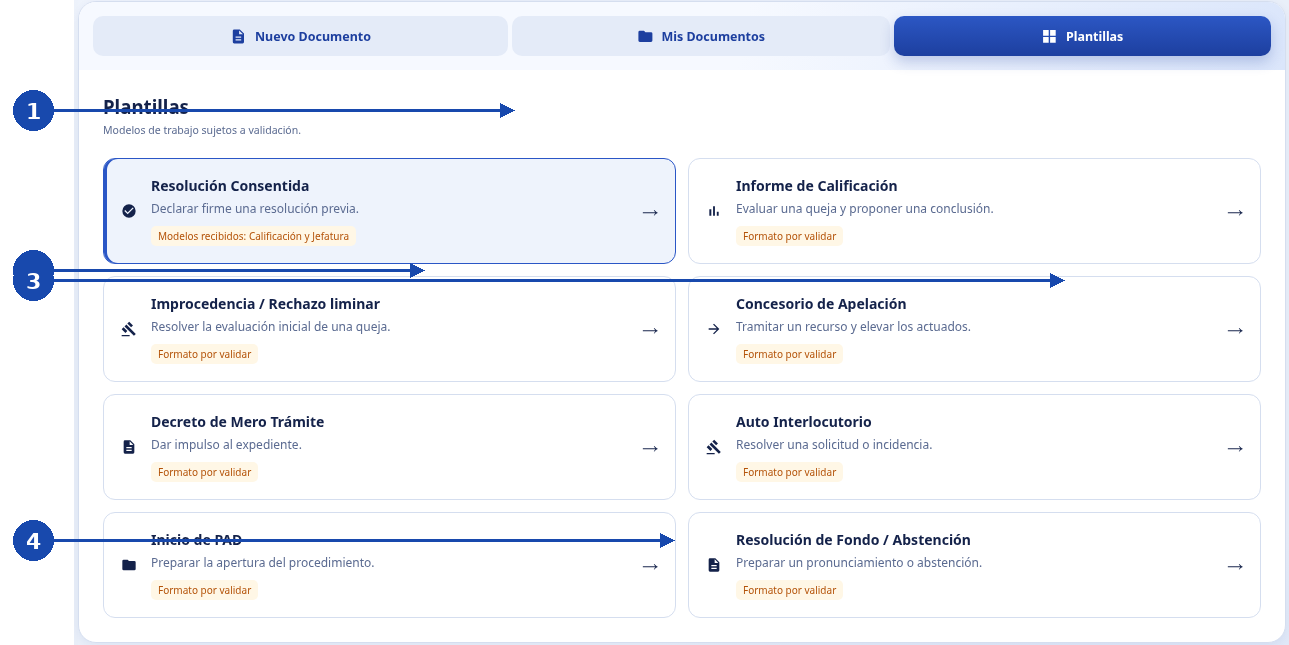 Nuevo Documento
Mis Documentos
Plantillas
1
Plantillas
Modelos de trabajo sujetos a validación.
Resolución Consentida
Declarar firme una resolución previa.
→
Modelos recibidos: Calificación y Jefatura
Informe de Calificación
Evaluar una queja y proponer una conclusión.
→
Formato por validar
3
Improcedencia / Rechazo liminar
Resolver la evaluación inicial de una queja.
→
Formato por validar
Concesorio de Apelación
Tramitar un recurso y elevar los actuados.
→
Formato por validar
Decreto de Mero Trámite
Dar impulso al expediente.
→
Formato por validar
Auto Interlocutorio
Resolver una solicitud o incidencia.
→
Formato por validar
4
Inicio de PAD
Preparar la apertura del procedimiento.
→
Formato por validar
Resolución de Fondo / Abstención
Preparar un pronunciamiento o abstención.
→
Formato por validar